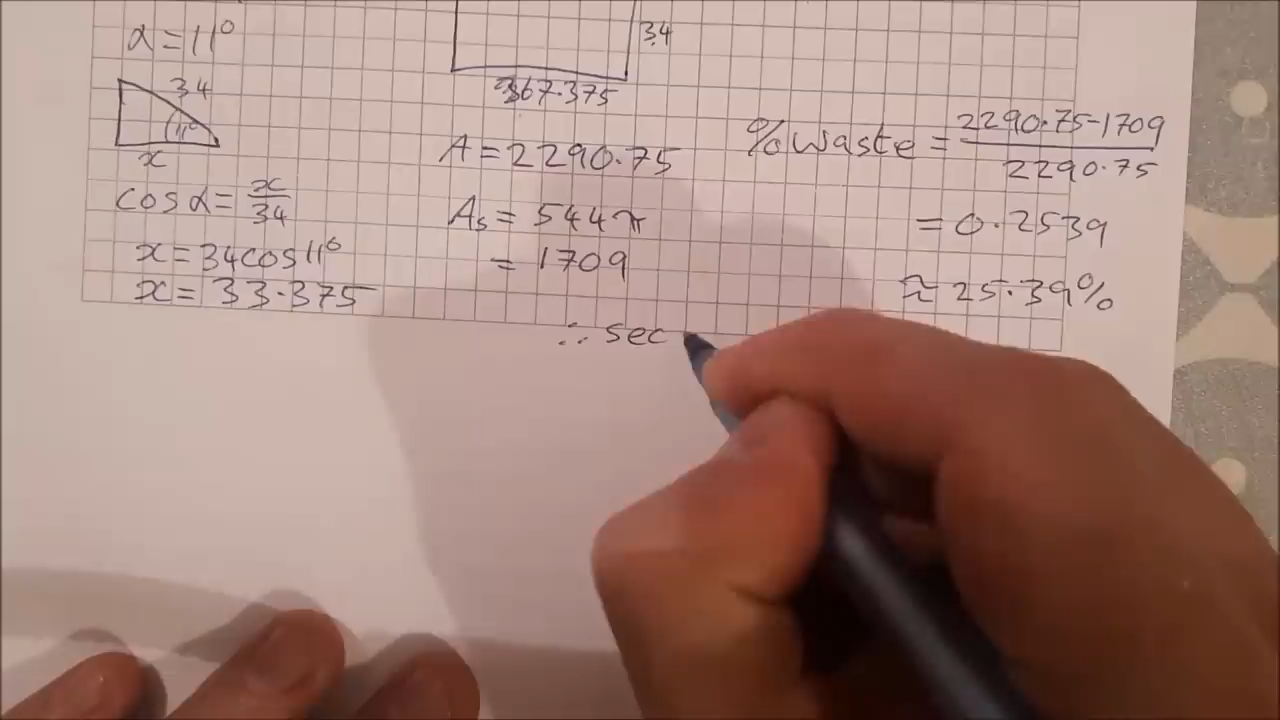 α = 11°
34
11°
x
cos α = x/34
x = 34cos11°
x = 33.375
34
367.375
A = 2290.75
As = 544π
= 1709
% waste = 2290.75-1709 / 2290.75
= 0.2539
≈ 25.39%
∴ sec